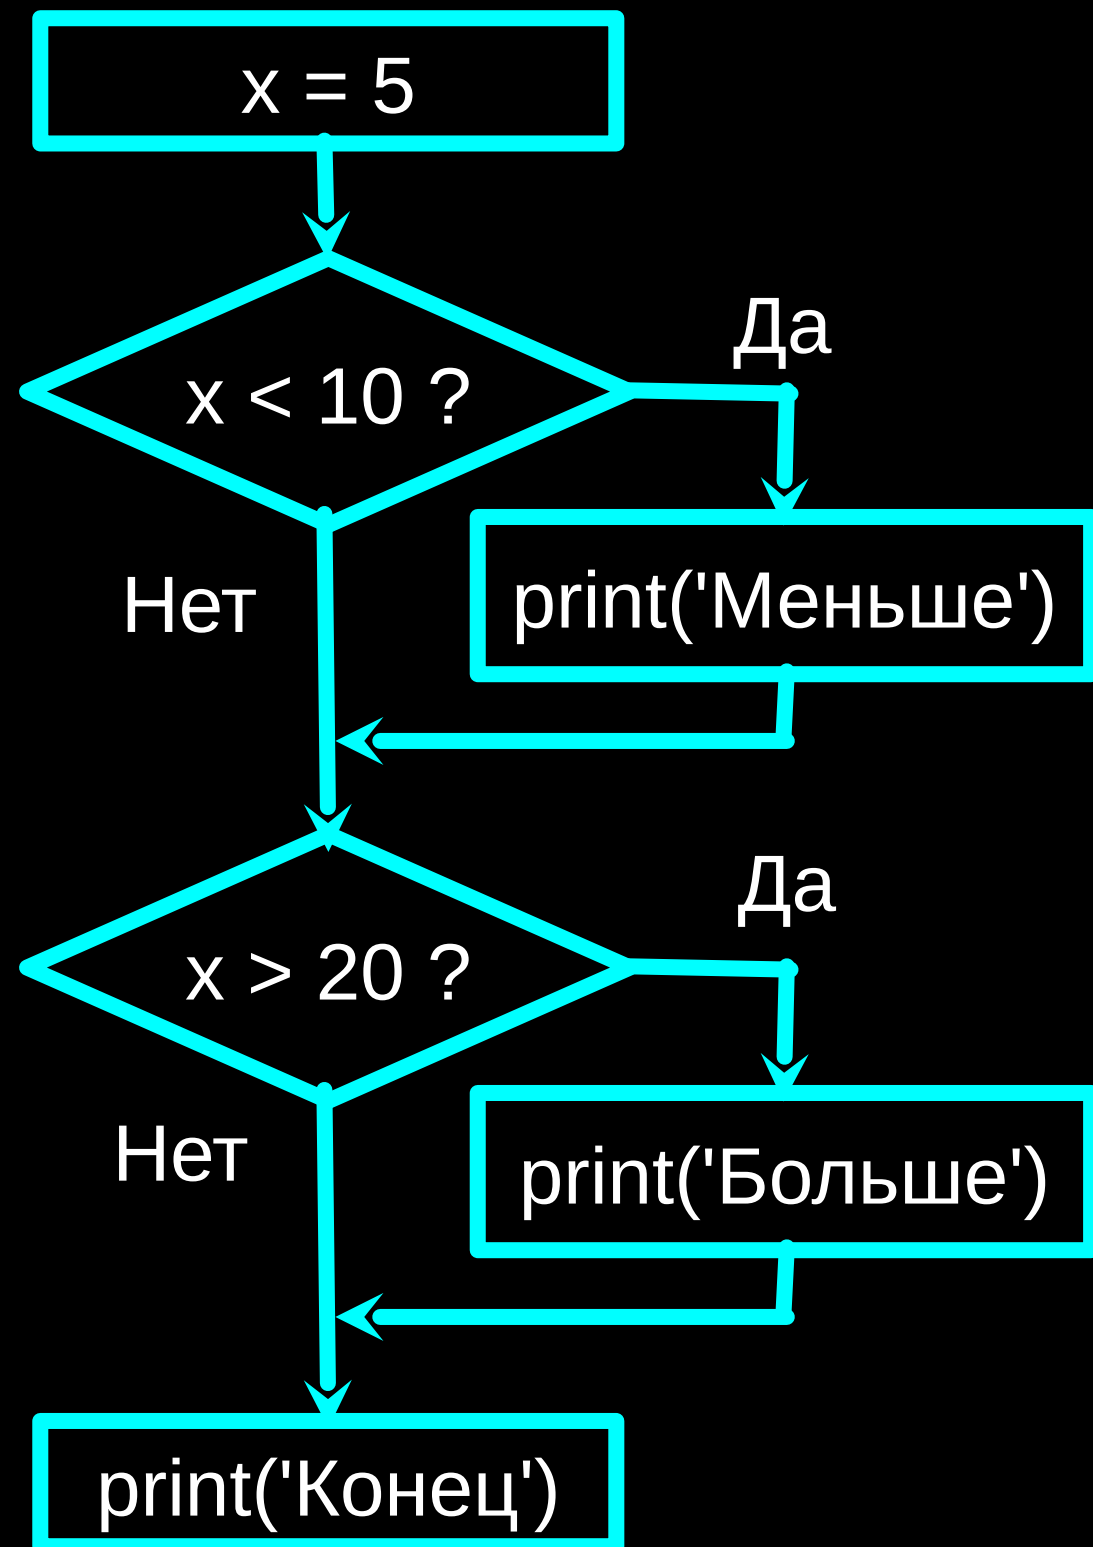 x = 5
x < 10 ?
Да
Нет
print('Меньше')
x > 20 ?
Да
Нет
print('Больше')
print('Конец')